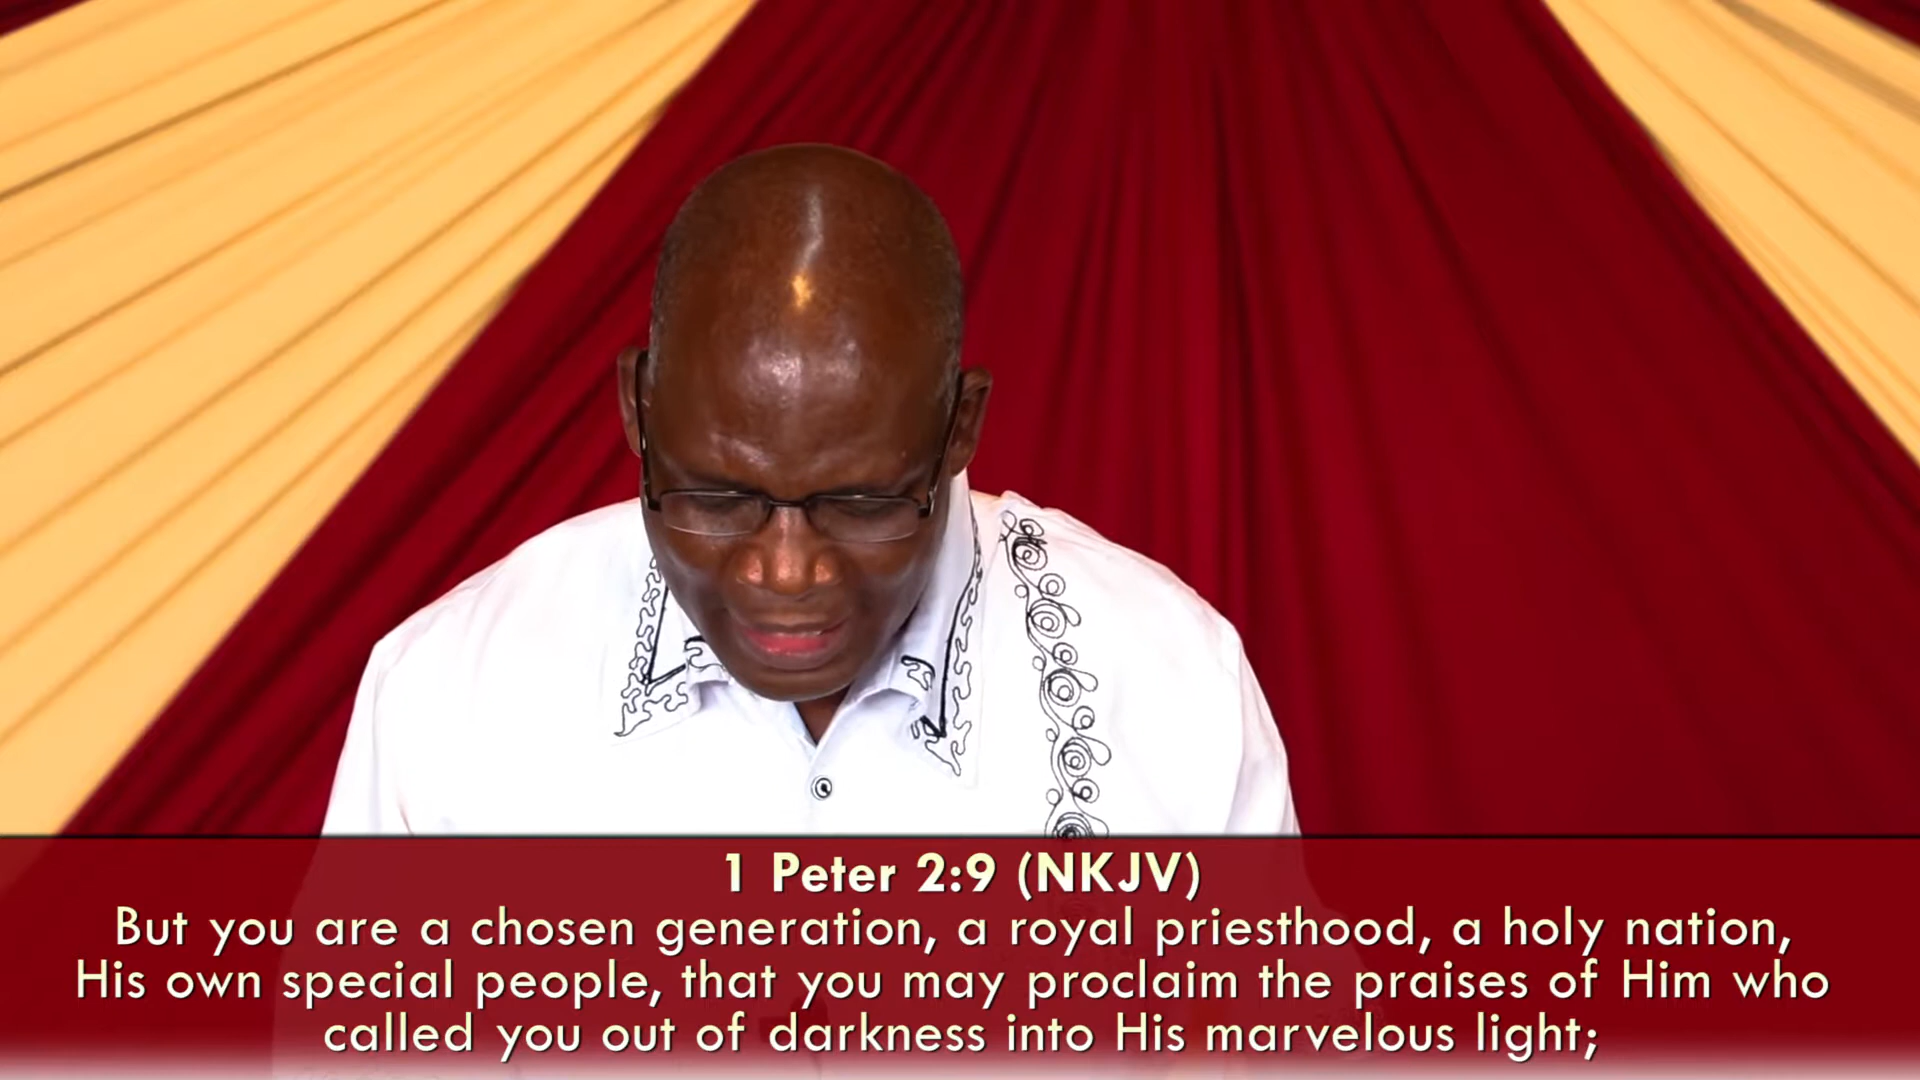 1 Peter 2:9 (NKJV)
But you are a chosen generation, a royal priesthood, a holy nation,
His own special people, that you may proclaim the praises of Him who
called you out of darkness into His marvelous light;